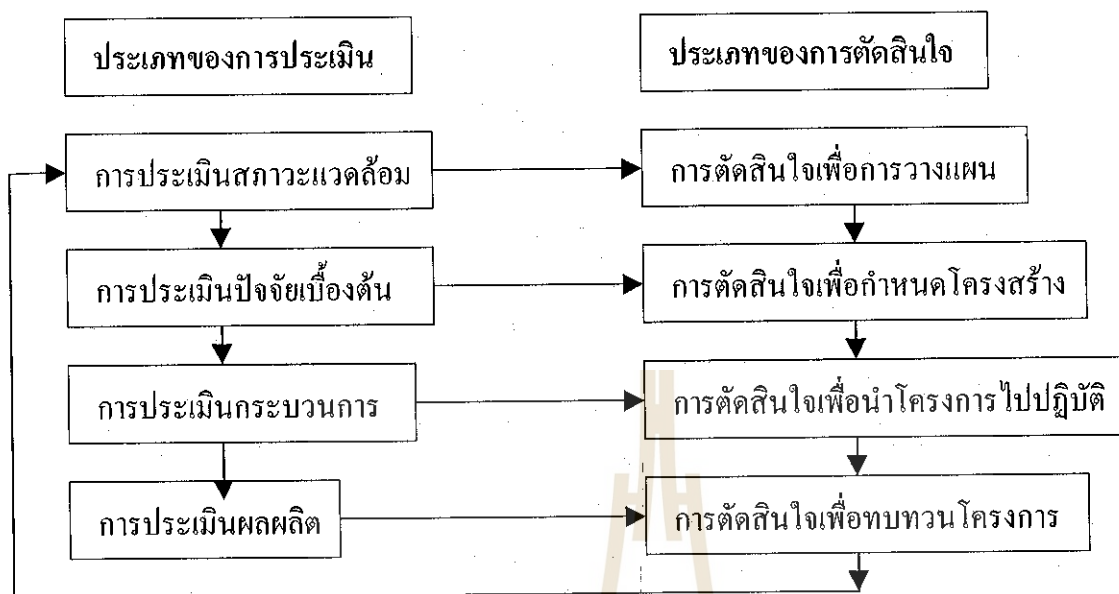 ประเภทของการประเมิน
ประเภทของการตัดสินใจ
การประเมินสภาวะแวดล้อม
การตัดสินใจเพื่อการวางแผน
การประเมินปัจจัยเบื้องต้น
การตัดสินใจเพื่อกำหนดโครงสร้าง
การประเมินกระบวนการ
การตัดสินใจเพื่อนำโครงการไปปฏิบัติ
การประเมินผลผลิต
การตัดสินใจเพื่อทบทวนโครงการ